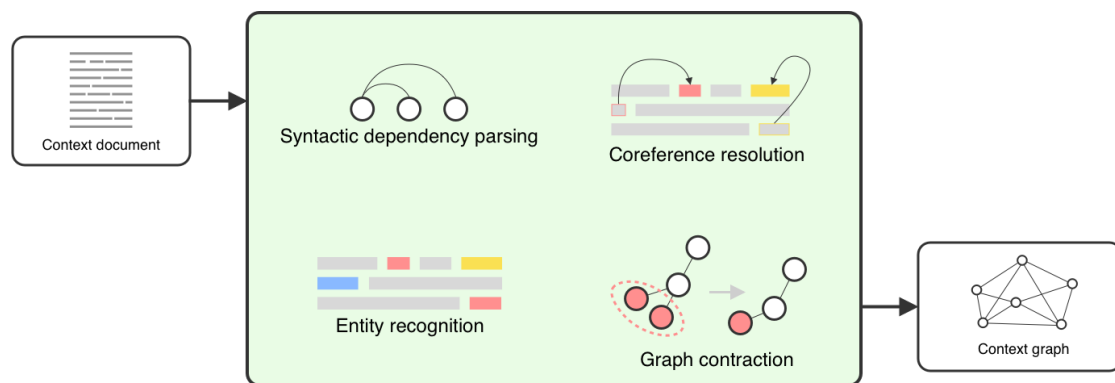 Context document
Syntactic dependency parsing
Coreference resolution
Entity recognition
Graph contraction
Context graph